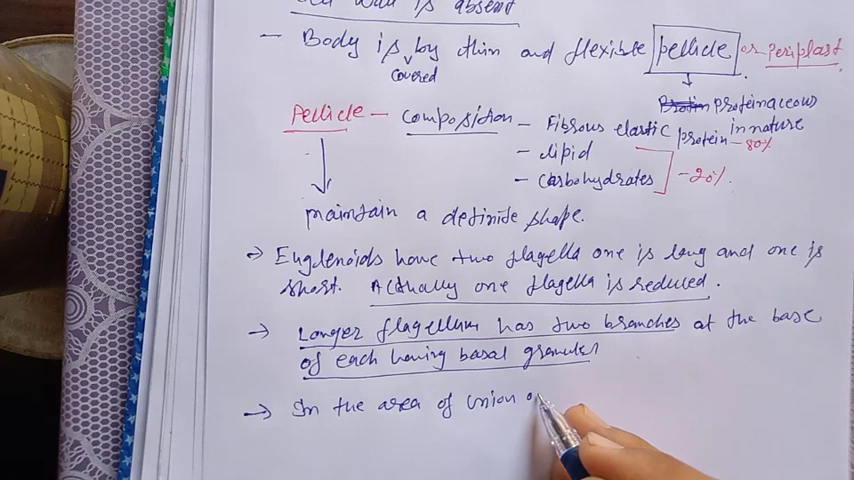 cell wall is absent
- Body is by thin and flexible pellicle or periplast.
covered
proteinaceous
Pellicle - composition - Fibrous elastic protein - 80%
in nature
- lipid
- carbohydrates - 20%.
maintain a definite shape.
→ Euglenoids have two flagella one is long and one is
short. Actually one flagella is reduced.
→ Longer flagellum has two branches at the base
of each having basal granules
→ In the area of union o